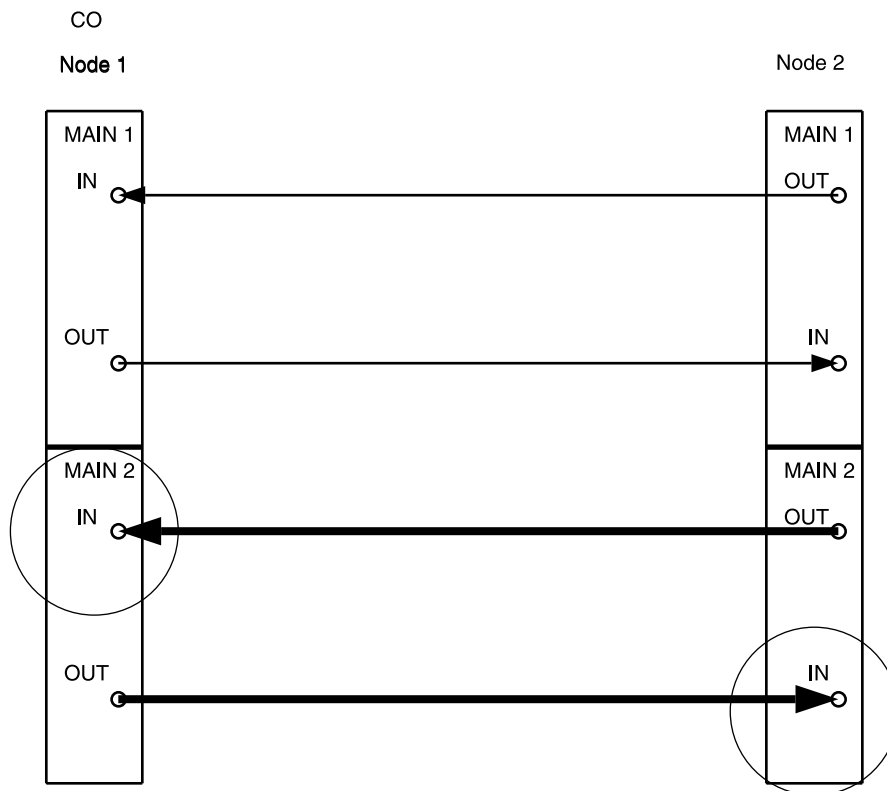 CO
Node 1
Node 2
MAIN 1
MAIN 1
IN
OUT
OUT
IN
MAIN 2
MAIN 2
IN
OUT
OUT
IN